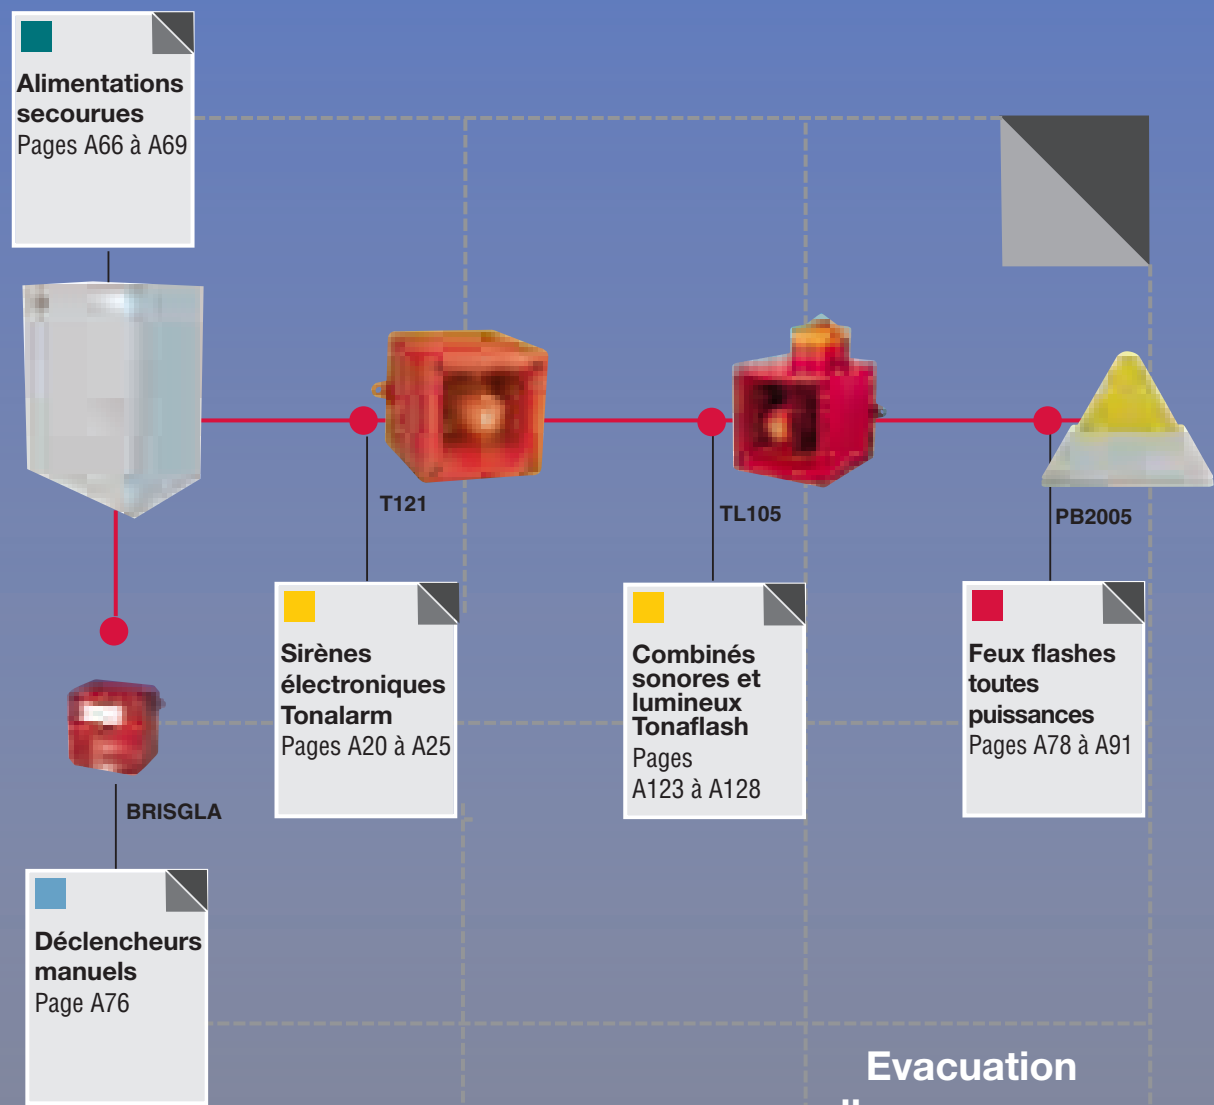 Alimentations
secourues
Pages A66 à A69
T121
TL105
PB2005
Sirènes
électroniques
Tonalarm
Pages A20 à A25
Combinés
sonores et
lumineux
Tonaflash
Pages
A123 à A128
Feux flashes
toutes
puissances
Pages A78 à A91
BRISGLA
Déclencheurs
manuels
Page A76
Evacuation